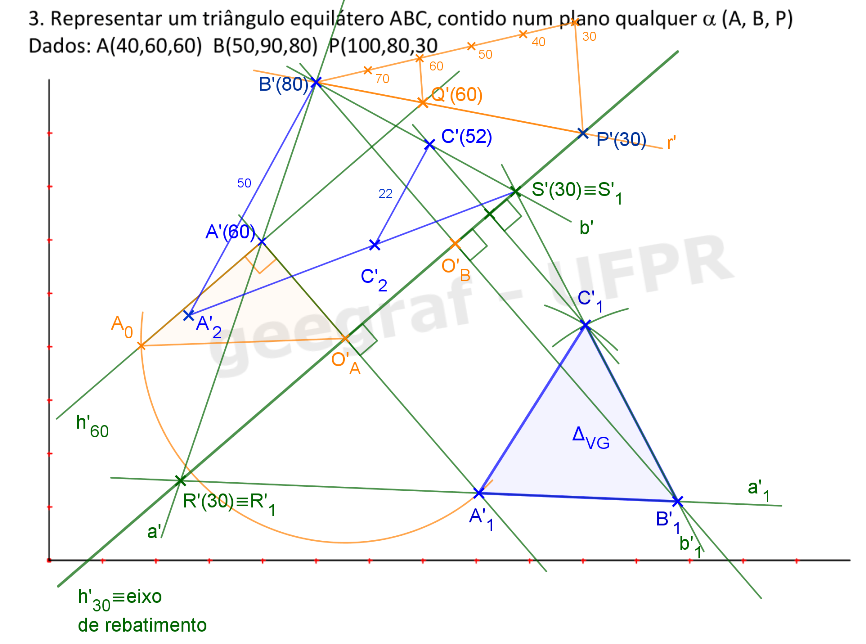 3. Representar um triângulo equilátero ABC, contido num plano qualquer α (A, B, P)
Dados: A(40,60,60) B(50,90,80) P(100,80,30
30
40
50
60
70
B'(80)
Q'(60)
C'(52)
P'(30)
r'
50
22
S'(30)≡S'1
b'
A'(60)
O'B
C'2
C'1
A0
A'2
O'A
geegraf - UFPR
h'60
ΔVG
R'(30)≡R'1
a'1
a'
A'1
B'1
b'1
h'30≡eixo
de rebatimento